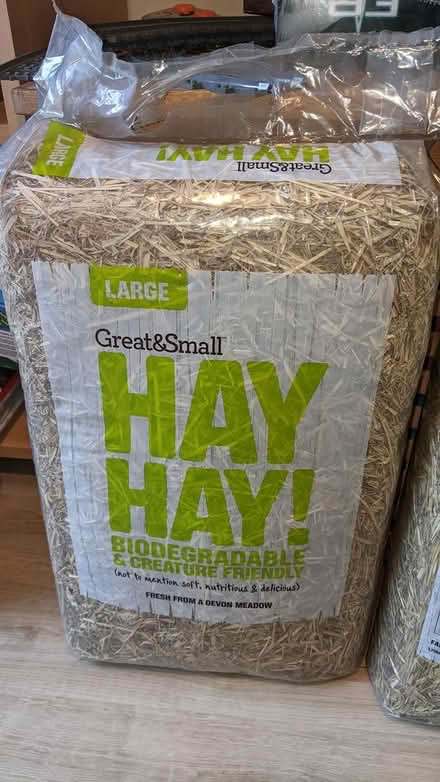 LARGE
HAY HAY!
Great&Small
LARGE
Great&Small
HAY
HAY!
BIODEGRADABLE
& CREATURE FRIENDLY
(not to mention soft, nutritious & delicious)
FRESH FROM A DEVON MEADOW